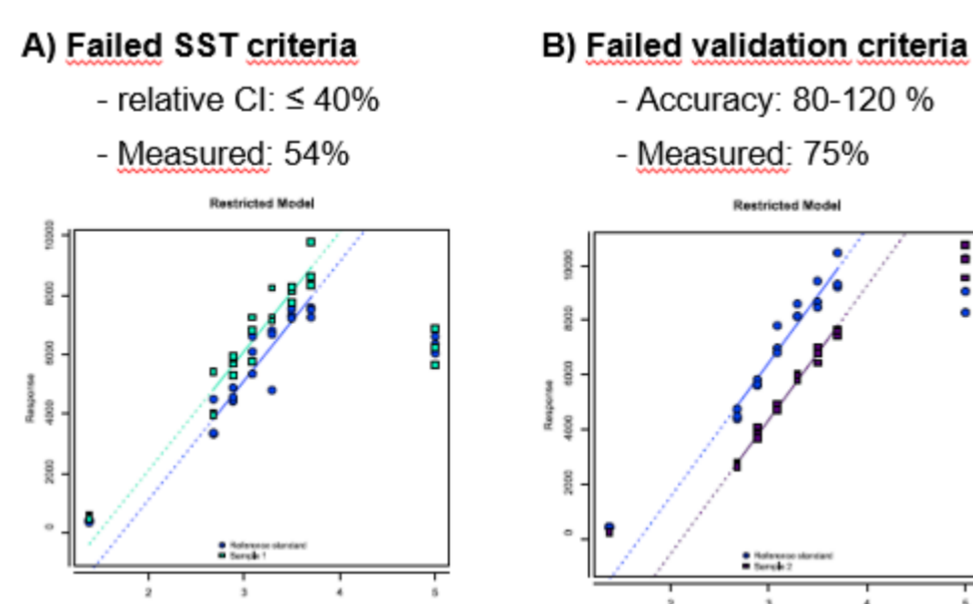 A) Failed SST criteria
- relative CI: ≤ 40%
- Measured: 54%
Restricted Model
10000
8000
6000
4000
2000
0
Response
Reference standard
Sample 1
2
3
4
5
B) Failed validation criteria
- Accuracy: 80-120 %
- Measured: 75%
Restricted Model
10000
8000
6000
4000
2000
0
Response
Reference standard
Sample 2